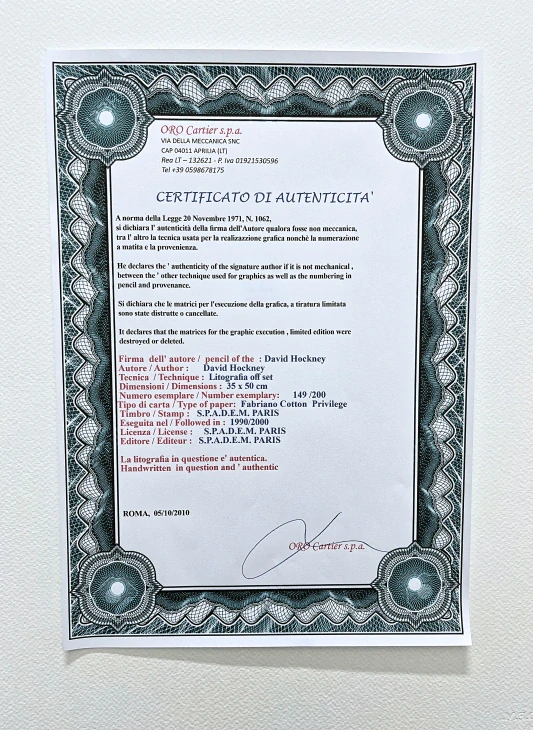 ORO Cartier s.p.a.
VIA DELLA MECCANICA SNC
CAP 04011 APRILIA (LT)
Rea LT – 132621 - P. Iva 01921530596
Tel +39 0598678175
CERTIFICATO DI AUTENTICITA'
A norma della Legge 20 Novembre 1971, N. 1062,
si dichiara l' autenticità della firma dell'Autore qualora fosse non meccanica,
tra l' altro la tecnica usata per la realizazzione grafica nonchè la numerazione
a matita e la provenienza.
He declares the ' authenticity of the signature author if it is not mechanical ,
between the ' other technique used for graphics as well as the numbering in
pencil and provenance.
Si dichiara che le matrici per l'esecuzione della grafica, a tiratura limitata
sono state distrutte o cancellate.
It declares that the matrices for the graphic execution , limited edition were
destroyed or deleted.
Firma dell' autore / pencil of the : David Hockney
Autore / Author : David Hockney
Tecnica / Technique : Litografia off set
Dimensioni / Dimensions : 35 x 50 cm
Numero esemplare / Number exemplary: 149 /200
Tipo di carta / Type of paper: Fabriano Cotton Privilege
Timbro / Stamp : S.P.A.D.E.M. PARIS
Eseguita nel / Followed in : 1990/2000
Licenza / License : S.P.A.D.E.M. PARIS
Editore / Editeur : S.P.A.D.E.M. PARIS
La litografia in questione e' autentica.
Handwritten in question and ' authentic
ROMA, 05/10/2010
ORO Cartier s.p.a.